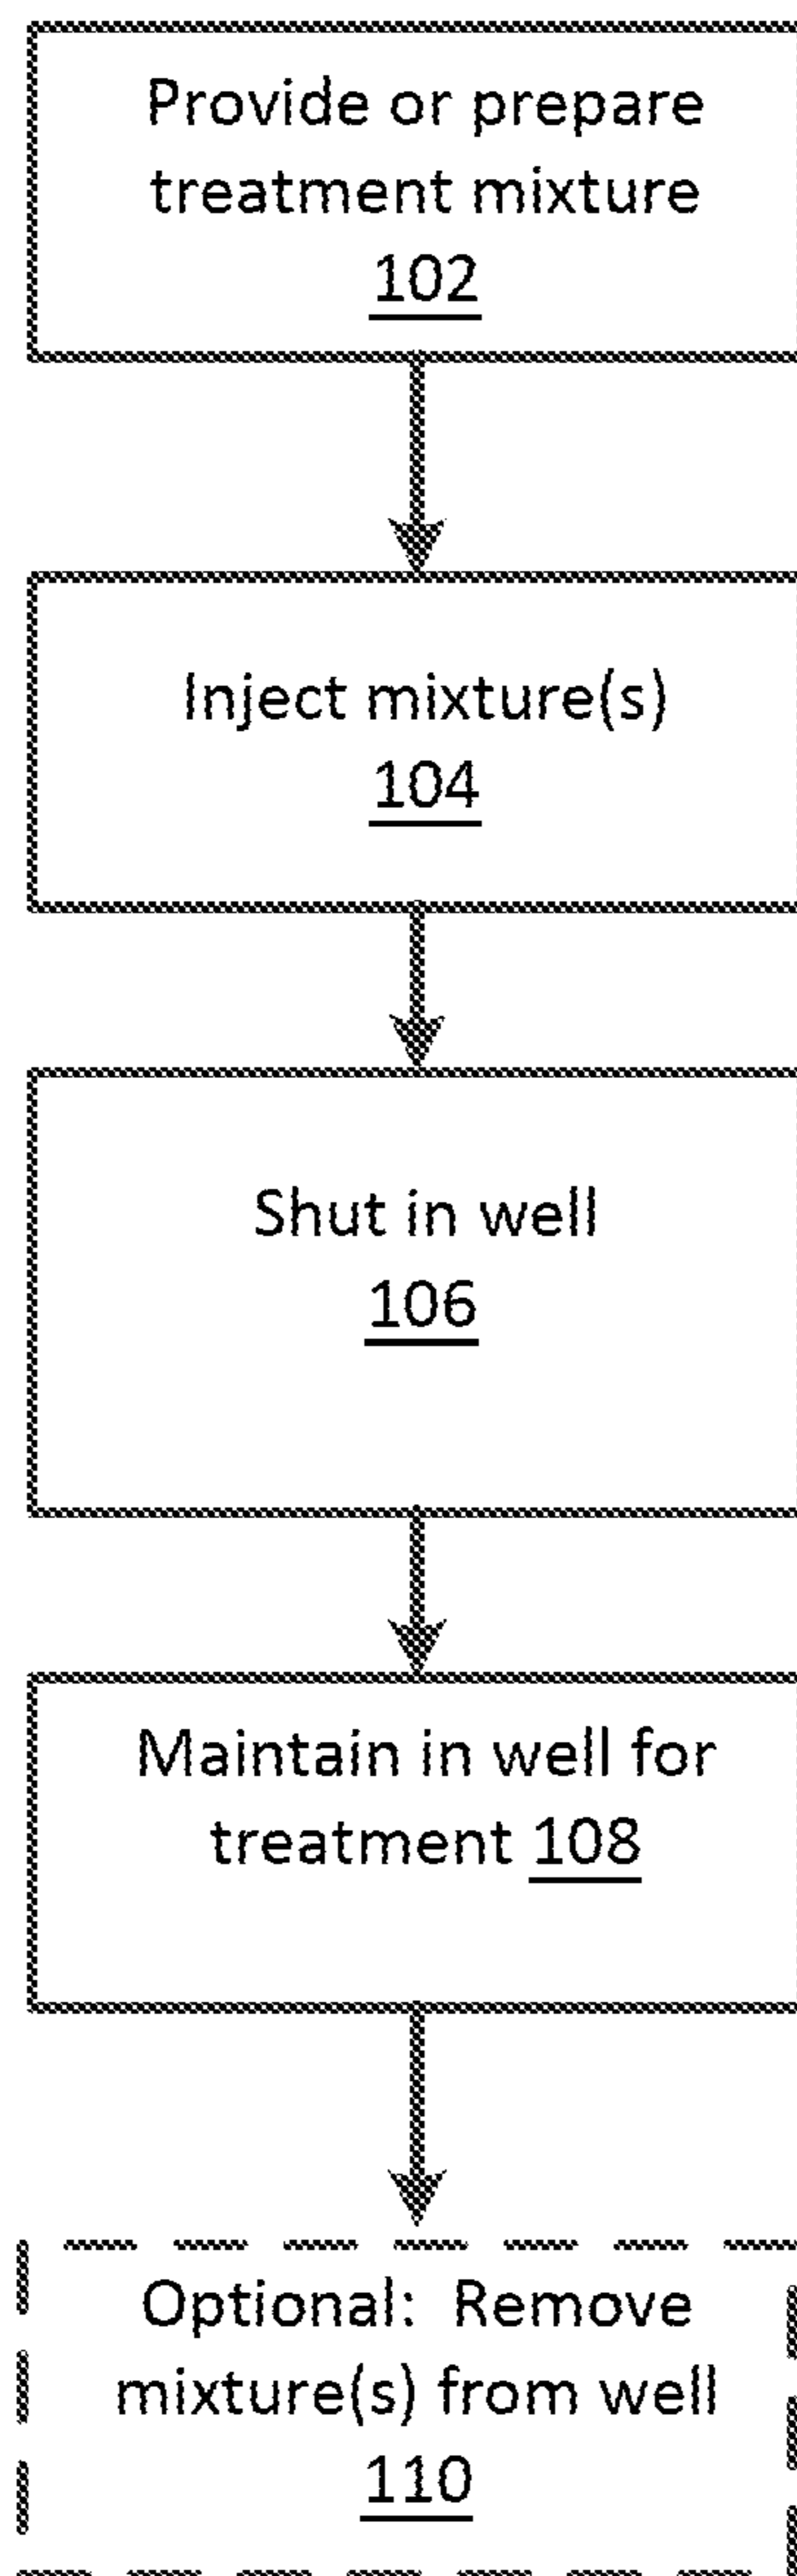 Provide or prepare
treatment mixture
102
Inject mixture(s)
104
Shut in well
106
Maintain in well for
treatment 108
Optional:  Remove
mixture(s) from well
110